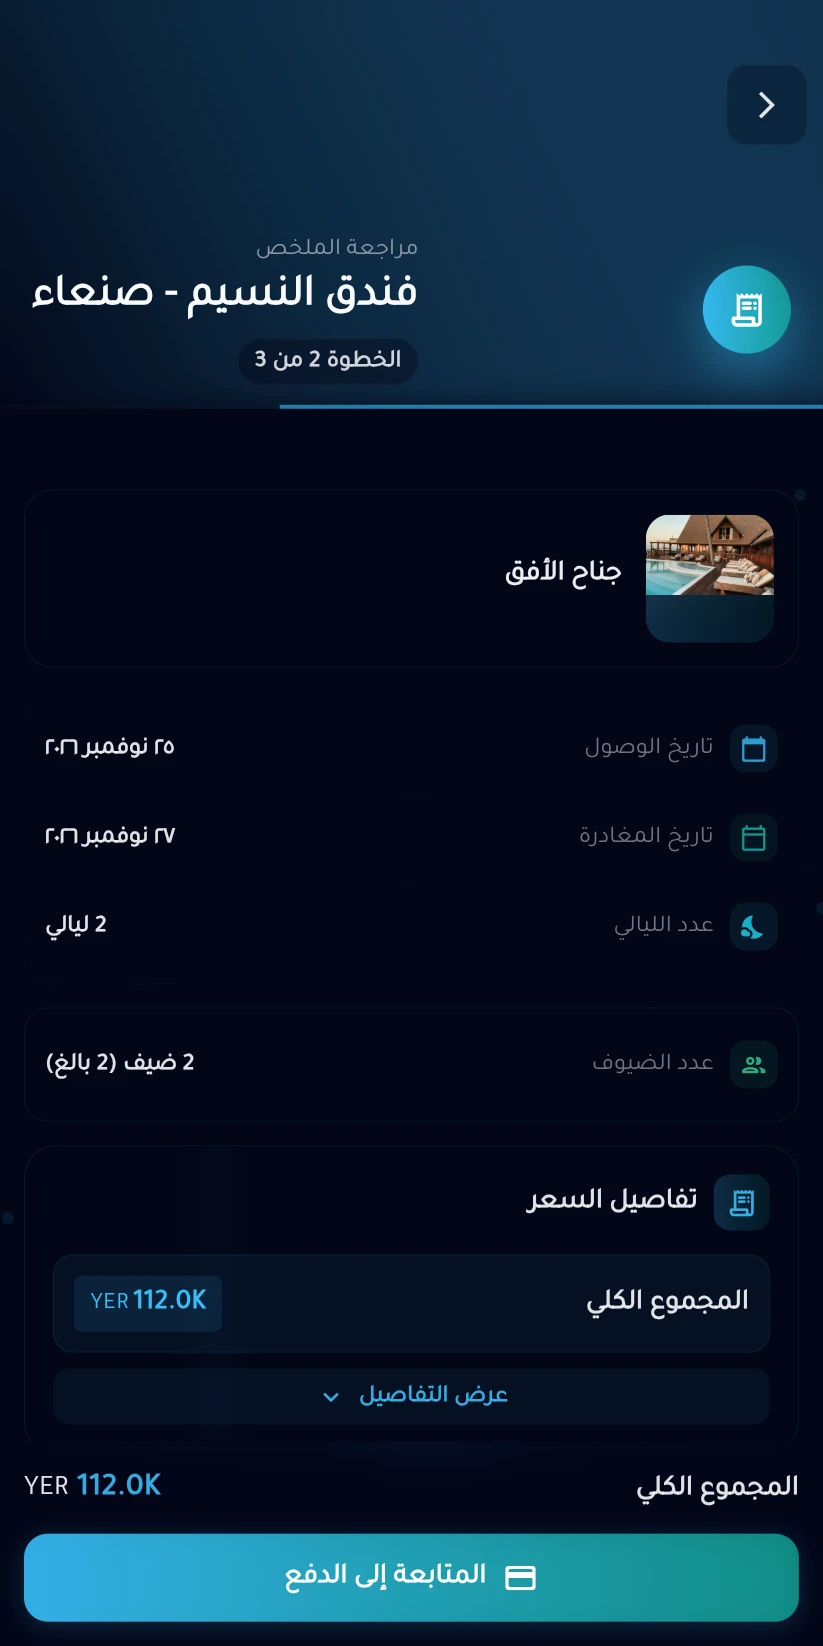 مراجعة الملخص
فندق النسيم - صنعاء
الخطوة 2 من 3
جناح الأفق
تاريخ الوصول
٢٥ نوفمبر ٢٠٢٦
تاريخ المغادرة
٢٧ نوفمبر ٢٠٢٦
عدد الليالي
2 ليالي
عدد الضيوف
2 ضيف (2 بالغ)
تفاصيل السعر
المجموع الكلي
YER 112.0K
عرض التفاصيل
المجموع الكلي
YER 112.0K
المتابعة إلى الدفع